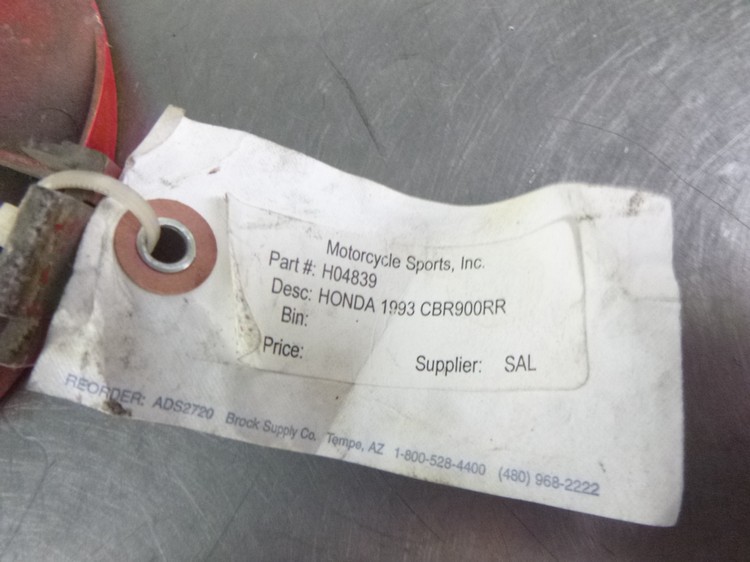 Motorcycle Sports, Inc.
Part #: H04839
Desc: HONDA 1993 CBR900RR
Bin:
Price: Supplier: SAL
REORDER: ADS2720 Brock Supply Co. Tempe, AZ 1-800-528-4400 (480) 968-2222